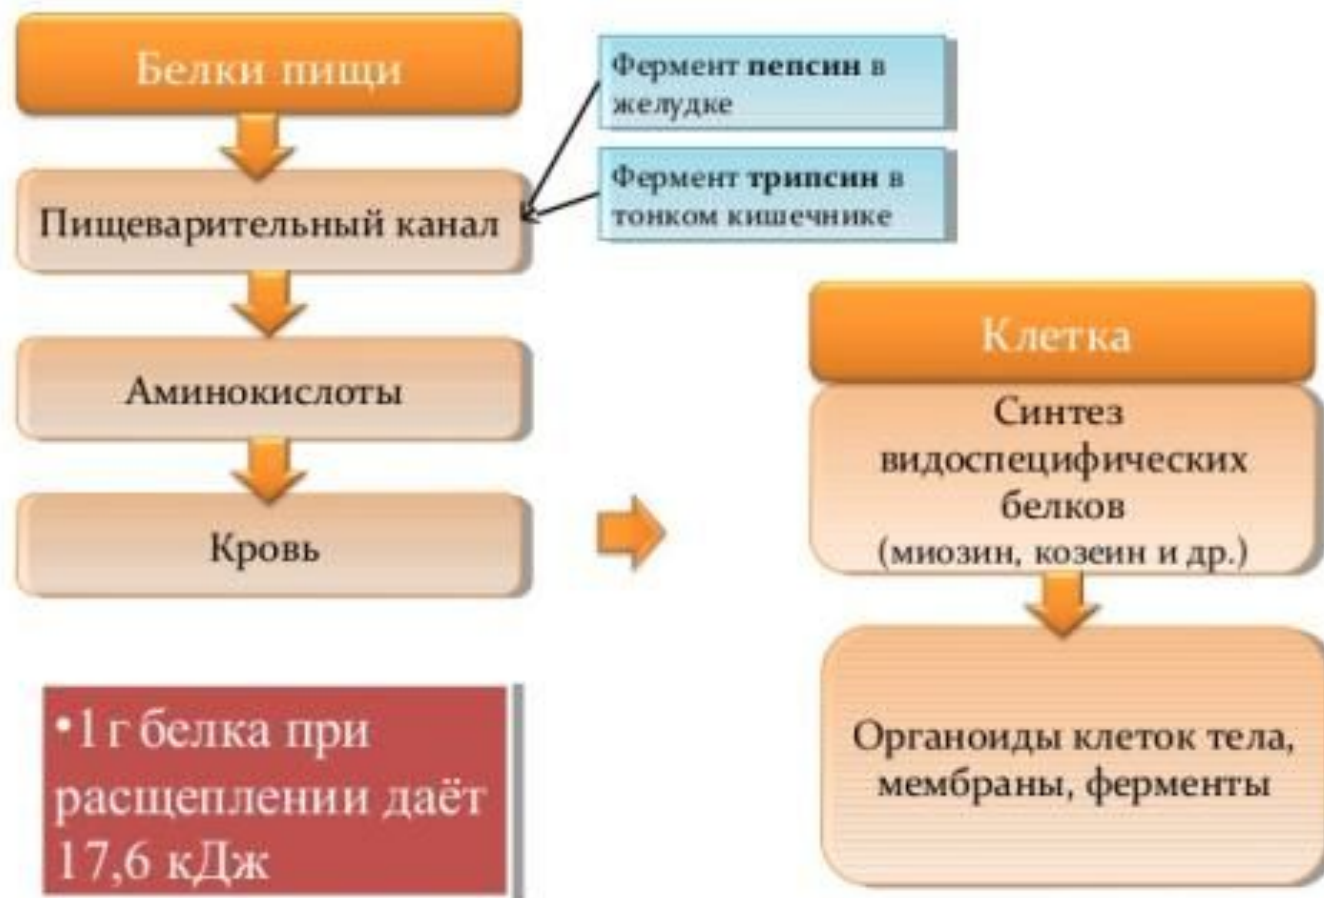 Белки пищи
Фермент пепсин в
желудке
Фермент трипсин в
тонком кишечнике
Пищеварительный канал
Аминокислоты
Кровь
Клетка
Синтез
видоспецифических
белков
(миозин, козеин и др.)
Органоиды клеток тела,
мембраны, ферменты
•1 г белка при
расщеплении даёт
17,6 кДж